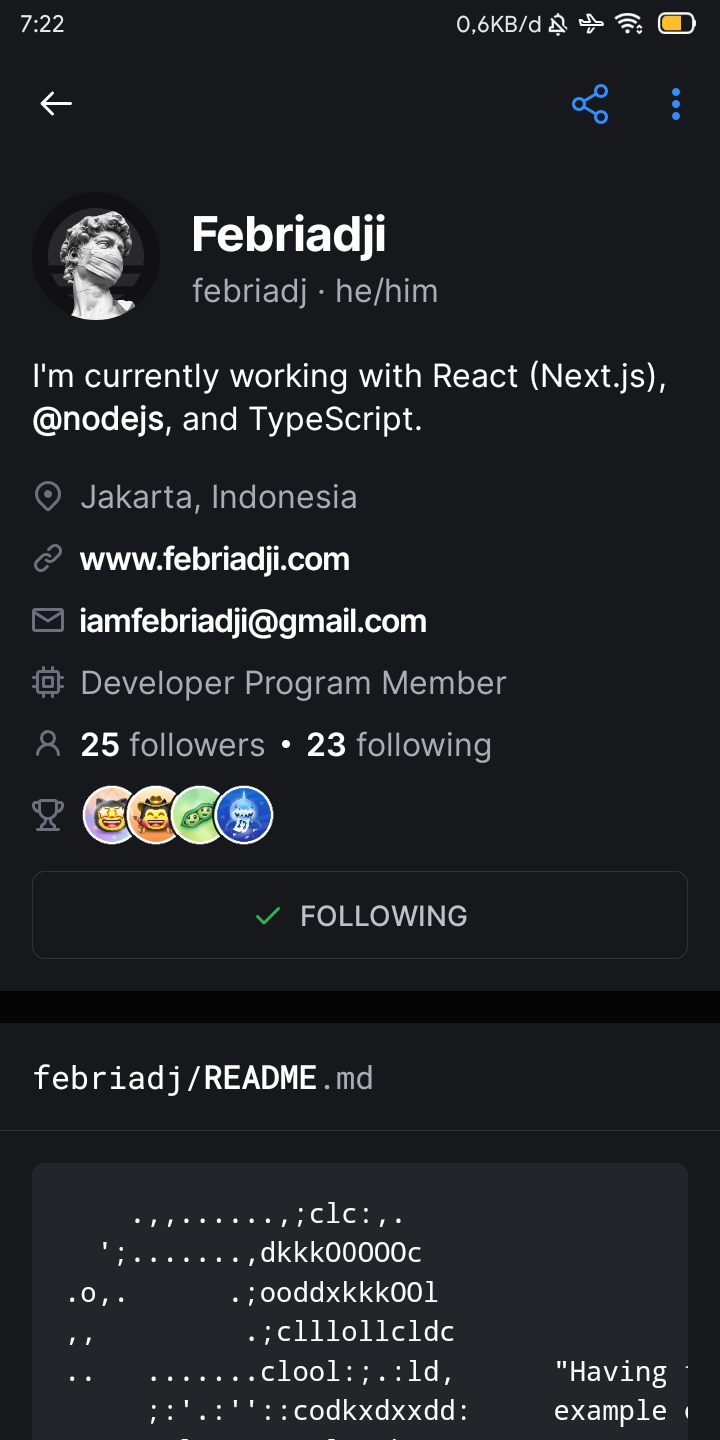 7:22
0,6KB/d
Febriadji
febriadj · he/him
I'm currently working with React (Next.js),
@nodejs, and TypeScript.
Jakarta, Indonesia
www.febriadji.com
iamfebriadji@gmail.com
Developer Program Member
25 followers • 23 following
FOLLOWING
febriadj/README.md
.,,......,;clc:,.
';.......,dkkkOOOOOc
.o,. .;ooddxkkkOOl
,, .;clllollcldc
.. .......clool:;.:ld, "Having
;:'.:''::codkxdxxdd: example